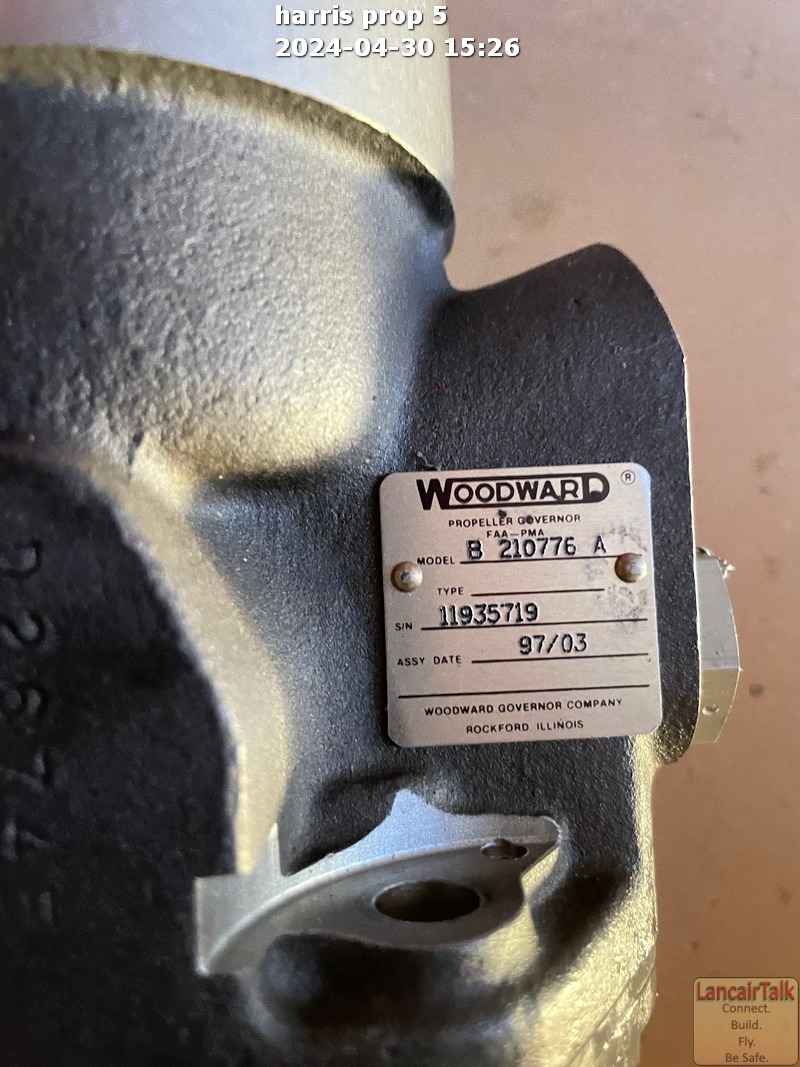 harris prop 5
2024-04-30 15:26
WOODWARD ®
PROPELLER GOVERNOR
FAA-PMA
MODEL B 210776 A
TYPE
S/N 11935719
ASSY DATE 97/03
WOODWARD GOVERNOR COMPANY
ROCKFORD, ILLINOIS
LancairTalk
Connect.
Build.
Fly.
Be Safe.